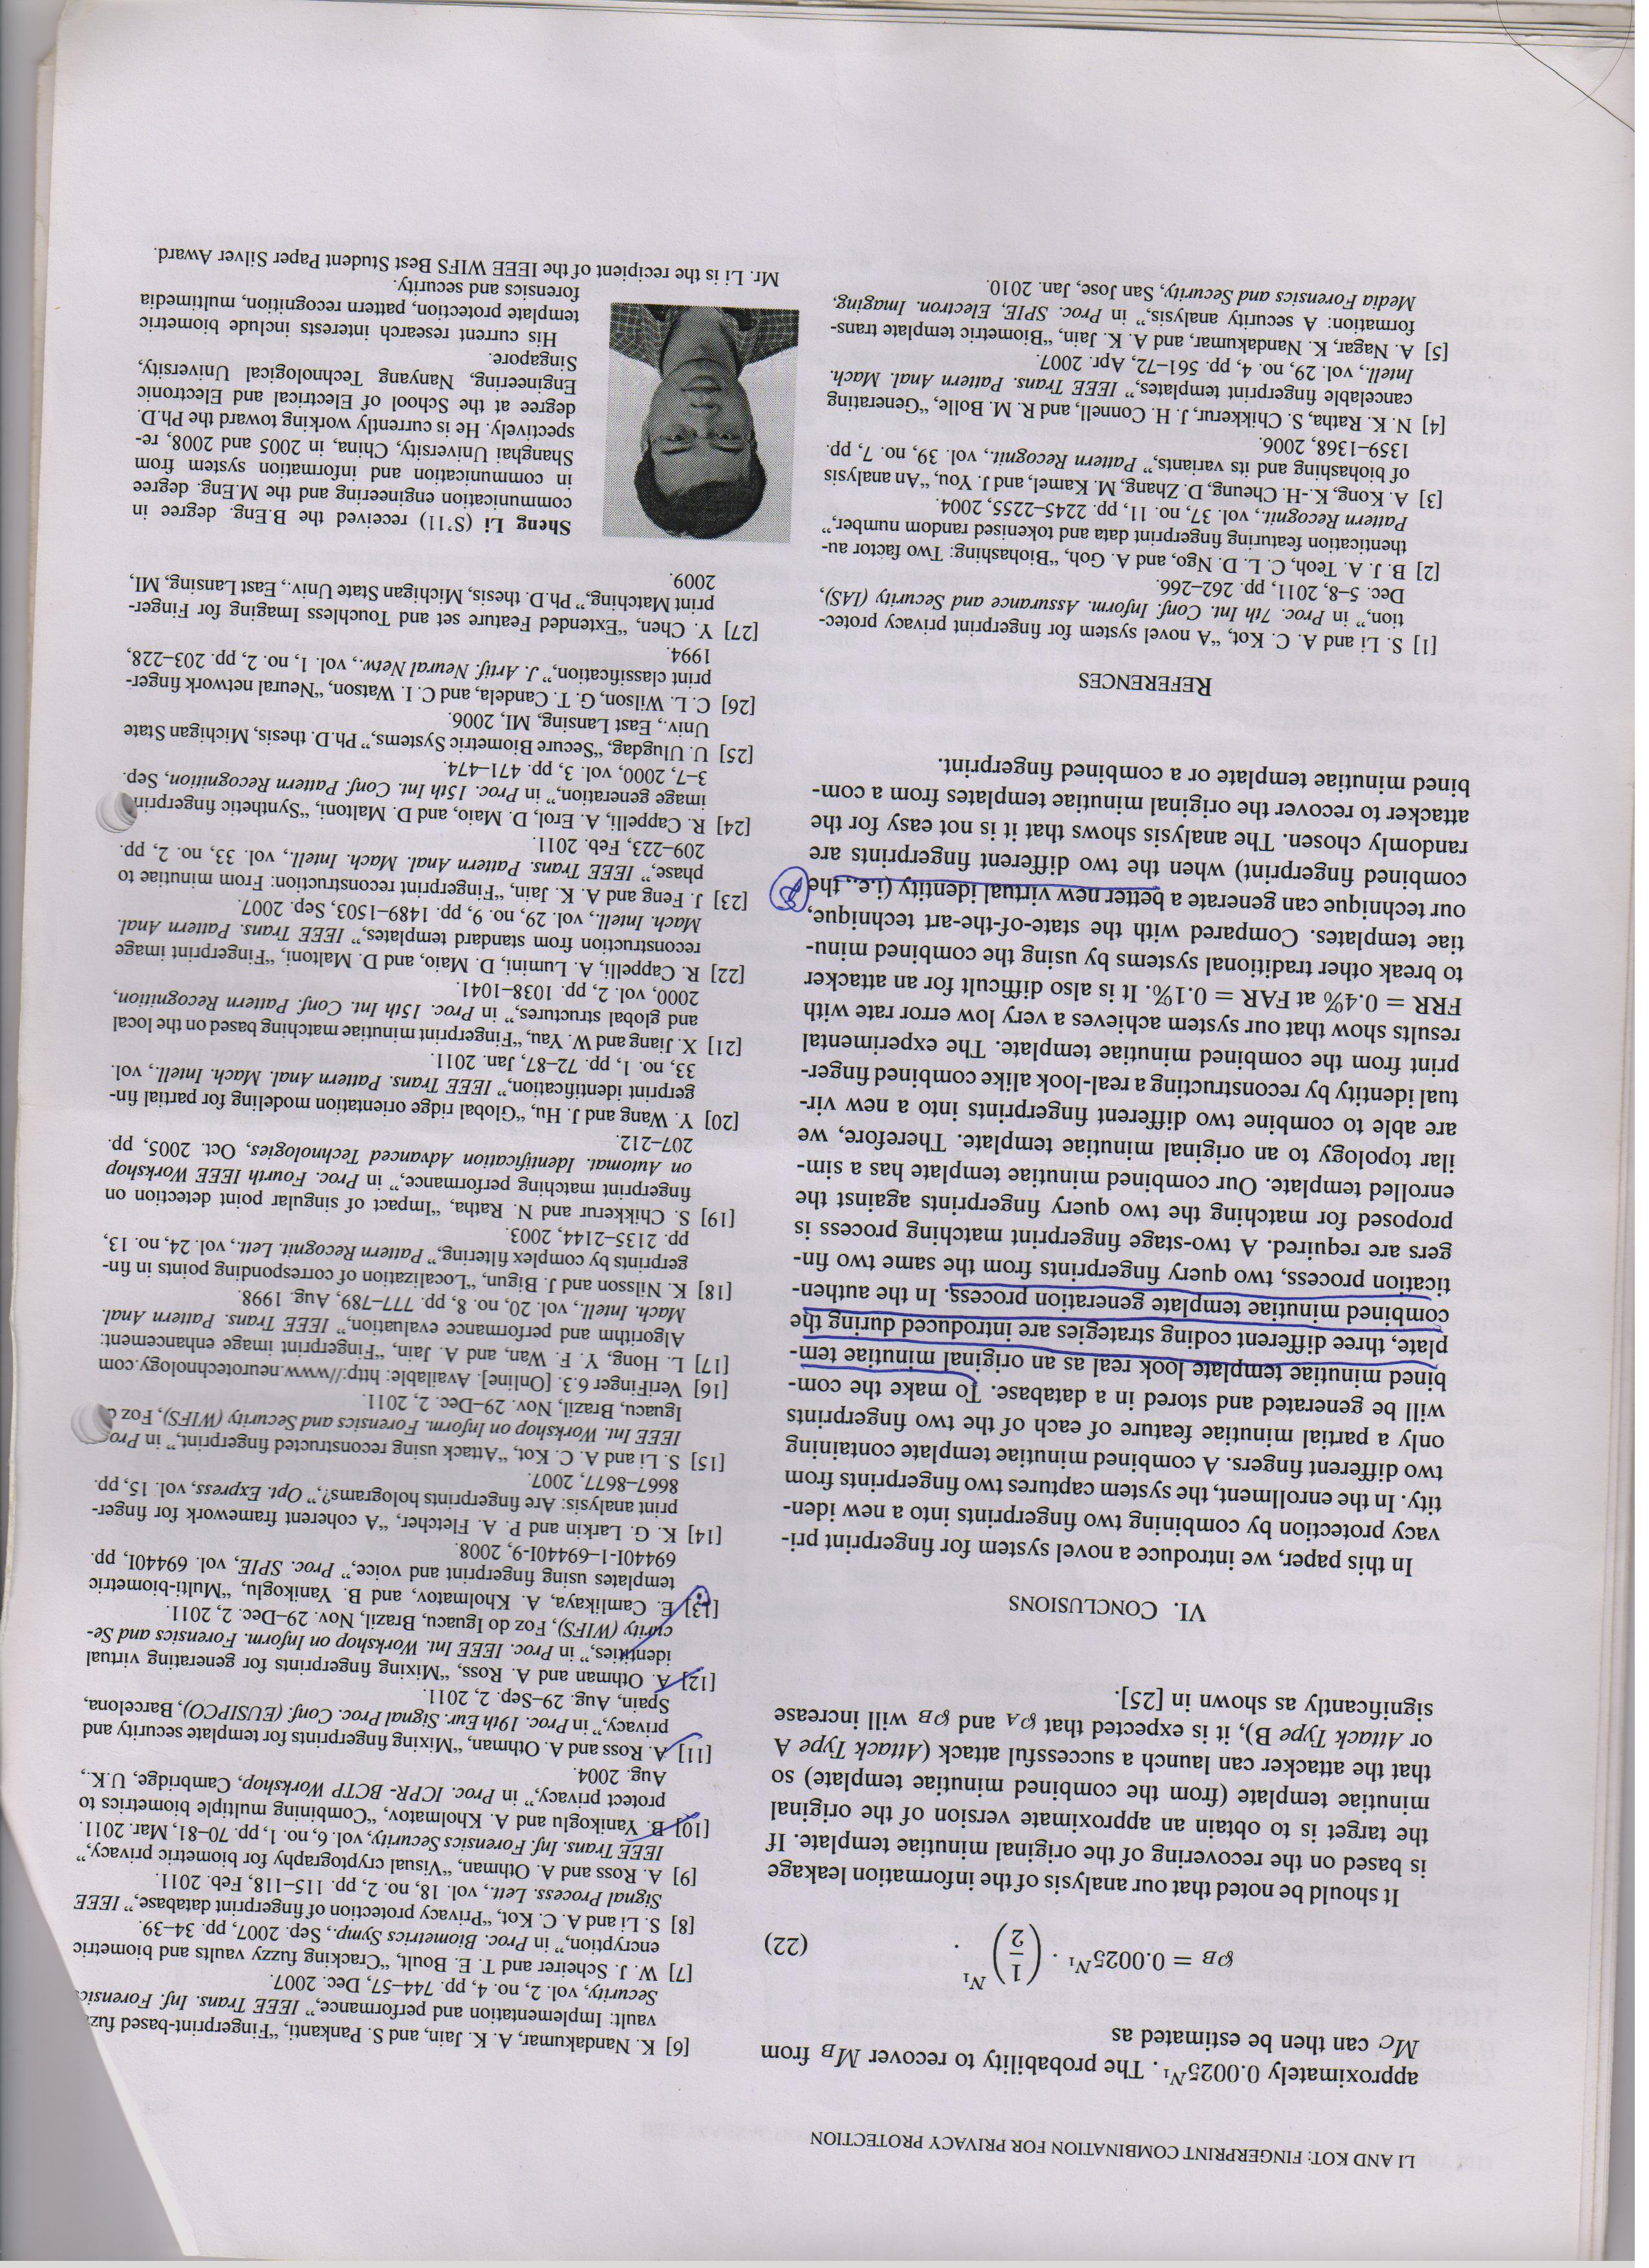 LI AND KOT: FINGERPRINT COMBINATION FOR PRIVACY PROTECTION
approximately 0.0025^N₁. The probability to recover M_B from
M_C can then be estimated as
℘_B = 0.0025^N₁ · (1/2)^N₁ . (22)
It should be noted that our analysis of the information leakage
is based on the recovering of the original minutiae template. If
the target is to obtain an approximate version of the original
minutiae template (from the combined minutiae template) so
that the attacker can launch a successful attack (Attack Type A
or Attack Type B), it is expected that ℘_A and ℘_B will increase
significantly as shown in [25].
VI. CONCLUSIONS
In this paper, we introduce a novel system for fingerprint pri-
vacy protection by combining two fingerprints into a new iden-
tity. In the enrollment, the system captures two fingerprints from
two different fingers. A combined minutiae template containing
only a partial minutiae feature of each of the two fingerprints
will be generated and stored in a database. To make the com-
bined minutiae template look real as an original minutiae tem-
plate, three different coding strategies are introduced during the
combined minutiae template generation process. In the authen-
tication process, two query fingerprints from the same two fin-
gers are required. A two-stage fingerprint matching process is
proposed for matching the two query fingerprints against the
enrolled template. Our combined minutiae template has a sim-
ilar topology to an original minutiae template. Therefore, we
are able to combine two different fingerprints into a new vir-
tual identity by reconstructing a real-look alike combined finger-
print from the combined minutiae template. The experimental
results show that our system achieves a very low error rate with
FRR = 0.4% at FAR = 0.1%. It is also difficult for an attacker
to break other traditional systems by using the combined minu-
tiae templates. Compared with the state-of-the-art technique,
our technique can generate a better new virtual identity (i.e., the
combined fingerprint) when the two different fingerprints are
randomly chosen. The analysis shows that it is not easy for the
attacker to recover the original minutiae templates from a com-
bined minutiae template or a combined fingerprint.
REFERENCES
[1] S. Li and A. C. Kot, “A novel system for fingerprint privacy protec-
tion,” in Proc. 7th Int. Conf. Inform. Assurance and Security (IAS),
Dec. 5–8, 2011, pp. 262–266.
[2] B. J. A. Teoh, C. L. D. Ngo, and A. Goh, “Biohashing: Two factor au-
thentication featuring fingerprint data and tokenised random number,”
Pattern Recognit., vol. 37, no. 11, pp. 2245–2255, 2004.
[3] A. Kong, K.-H. Cheung, D. Zhang, M. Kamel, and J. You, “An analysis
of biohashing and its variants,” Pattern Recognit., vol. 39, no. 7, pp.
1359–1368, 2006.
[4] N. K. Ratha, S. Chikkerur, J. H. Connell, and R. M. Bolle, “Generating
cancelable fingerprint templates,” IEEE Trans. Pattern Anal. Mach.
Intell., vol. 29, no. 4, pp. 561–72, Apr. 2007.
[5] A. Nagar, K. Nandakumar, and A. K. Jain, “Biometric template trans-
formation: A security analysis,” in Proc. SPIE, Electron. Imaging,
Media Forensics and Security, San Jose, Jan. 2010.
[6] K. Nandakumar, A. K. Jain, and S. Pankanti, “Fingerprint-based fuz
vault: Implementation and performance,” IEEE Trans. Inf. Forensics
Security, vol. 2, no. 4, pp. 744–57, Dec. 2007.
[7] W. J. Scheirer and T. E. Boult, “Cracking fuzzy vaults and biometric
encryption,” in Proc. Biometrics Symp., Sep. 2007, pp. 34–39.
[8] S. Li and A. C. Kot, “Privacy protection of fingerprint database,” IEEE
Signal Process. Lett., vol. 18, no. 2, pp. 115–118, Feb. 2011.
[9] A. Ross and A. Othman, “Visual cryptography for biometric privacy,”
IEEE Trans. Inf. Forensics Security, vol. 6, no. 1, pp. 70–81, Mar. 2011.
[10] B. Yanikoglu and A. Kholmatov, “Combining multiple biometrics to
protect privacy,” in Proc. ICPR- BCTP Workshop, Cambridge, U.K.,
Aug. 2004.
[11] A. Ross and A. Othman, “Mixing fingerprints for template security and
privacy,” in Proc. 19th Eur. Signal Proc. Conf. (EUSIPCO), Barcelona,
Spain, Aug. 29–Sep. 2, 2011.
[12] A. Othman and A. Ross, “Mixing fingerprints for generating virtual
identities,” in Proc. IEEE Int. Workshop on Inform. Forensics and Se-
curity (WIFS), Foz do Iguacu, Brazil, Nov. 29–Dec. 2, 2011.
[13] E. Camlikaya, A. Kholmatov, and B. Yanikoglu, “Multi-biometric
templates using fingerprint and voice,” Proc. SPIE, vol. 69440I, pp.
69440I-1–69440I-9, 2008.
[14] K. G. Larkin and P. A. Fletcher, “A coherent framework for finger-
print analysis: Are fingerprints holograms?,” Opt. Express, vol. 15, pp.
8667–8677, 2007.
[15] S. Li and A. C. Kot, “Attack using reconstructed fingerprint,” in Proc
IEEE Int. Workshop on Inform. Forensics and Security (WIFS), Foz
Iguacu, Brazil, Nov. 29–Dec. 2, 2011.
[16] VeriFinger 6.3. [Online]. Available: http://www.neurotechnology.com
[17] L. Hong, Y. F. Wan, and A. Jain, “Fingerprint image enhancement:
Algorithm and performance evaluation,” IEEE Trans. Pattern Anal.
Mach. Intell., vol. 20, no. 8, pp. 777–789, Aug. 1998.
[18] K. Nilsson and J. Bigun, “Localization of corresponding points in fin-
gerprints by complex filtering,” Pattern Recognit. Lett., vol. 24, no. 13,
pp. 2135–2144, 2003.
[19] S. Chikkerur and N. Ratha, “Impact of singular point detection on
fingerprint matching performance,” in Proc. Fourth IEEE Workshop
on Automat. Identification Advanced Technologies, Oct. 2005, pp.
207–212.
[20] Y. Wang and J. Hu, “Global ridge orientation modeling for partial fin-
gerprint identification,” IEEE Trans. Pattern Anal. Mach. Intell., vol.
33, no. 1, pp. 72–87, Jan. 2011.
[21] X. Jiang and W. Yau, “Fingerprint minutiae matching based on the local
and global structures,” in Proc. 15th Int. Conf. Pattern Recognition,
2000, vol. 2, pp. 1038–1041.
[22] R. Cappelli, A. Lumini, D. Maio, and D. Maltoni, “Fingerprint image
reconstruction from standard templates,” IEEE Trans. Pattern Anal.
Mach. Intell., vol. 29, no. 9, pp. 1489–1503, Sep. 2007.
[23] J. Feng and A. K. Jain, “Fingerprint reconstruction: From minutiae to
phase,” IEEE Trans. Pattern Anal. Mach. Intell., vol. 33, no. 2, pp.
209–223, Feb. 2011.
[24] R. Cappelli, A. Erol, D. Maio, and D. Maltoni, “Synthetic fingerprint
image generation,” in Proc. 15th Int. Conf. Pattern Recognition, Sep.
3–7, 2000, vol. 3, pp. 471–474.
[25] U. Uludag, “Secure Biometric Systems,” Ph.D. thesis, Michigan State
Univ., East Lansing, MI, 2006.
[26] C. L. Wilson, G. T. Candela, and C. I. Watson, “Neural network finger-
print classification,” J. Artif. Neural Netw., vol. 1, no. 2, pp. 203–228,
1994.
[27] Y. Chen, “Extended Feature set and Touchless Imaging for Finger-
print Matching,” Ph.D. thesis, Michigan State Univ., East Lansing, MI,
2009.
Sheng Li (S’11) received the B.Eng. degree in
communication engineering and the M.Eng. degree
in communication and information system from
Shanghai University, China, in 2005 and 2008, re-
spectively. He is currently working toward the Ph.D.
degree at the School of Electrical and Electronic
Engineering, Nanyang Technological University,
Singapore.
His current research interests include biometric
template protection, pattern recognition, multimedia
forensics and security.
Mr. Li is the recipient of the IEEE WIFS Best Student Paper Silver Award.